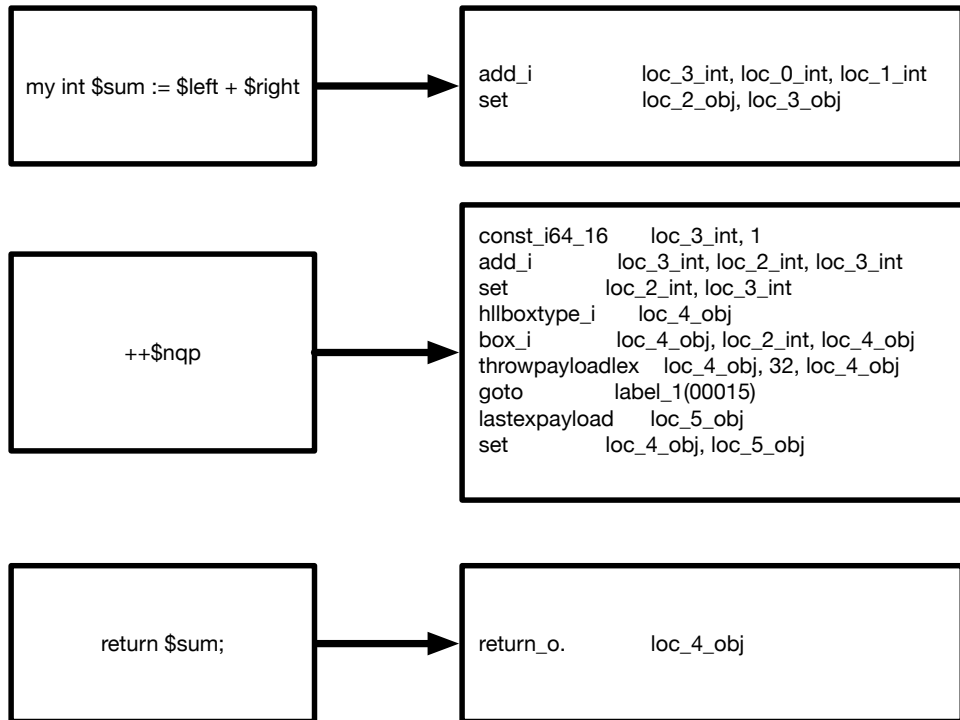 my int $sum := $left + $right
add_i loc_3_int, loc_0_int, loc_1_int
set loc_2_obj, loc_3_obj
++$nqp
const_i64_16 loc_3_int, 1
add_i loc_3_int, loc_2_int, loc_3_int
set loc_2_int, loc_3_int
hllboxtype_i loc_4_obj
box_i loc_4_obj, loc_2_int, loc_4_obj
throwpayloadlex loc_4_obj, 32, loc_4_obj
goto label_1(00015)
lastexpayload loc_5_obj
set loc_4_obj, loc_5_obj
return $sum;
return_o. loc_4_obj